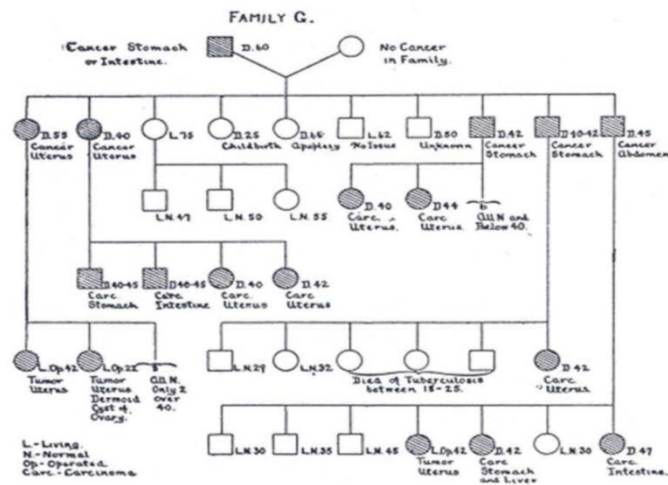 FAMILY G.
Cancer Stomach
or Intestine.
D.60
No Cancer
in Family.
D.55
Cancer
Uterus
D.40
Cancer
Uterus
L.75
D.25
Childbirth
D.68
Apoplexy
L.62
No Issue
D.50
Unknown
D.42
Cancer
Stomach
D40-42
Cancer
Stomach
D.45
Cancer
Abdomen
L.N.47
L.N.50
L.N.55
D.40
Carc
Uterus.
D.44
Carc
Uterus
6
All N and
Below 40.
D.40-45
Carc
Stomach
D.40-45
Carc
Intestine
D.40
Carc.
Uterus
D.42
Carc
Uterus
L.Op.42
Tumor
Uterus
L.Op.22
Tumor
Uterus
Dermoid
Cyst of
Ovary.
All N.
Only 2
over
40.
L.N.29
L.N.32
Died of Tuberculosis
between 18-25.
D.42
Carc.
Uterus
L.N.30
L.N.35
L.N.45
L.Op.42
Tumor
Uterus
D.42
Carc
Stomach
and Liver
L.N.30
D.47
Carc
Intestine.
L.-Living.
N.-Normal
Op-Operated
Carc-Carcinoma